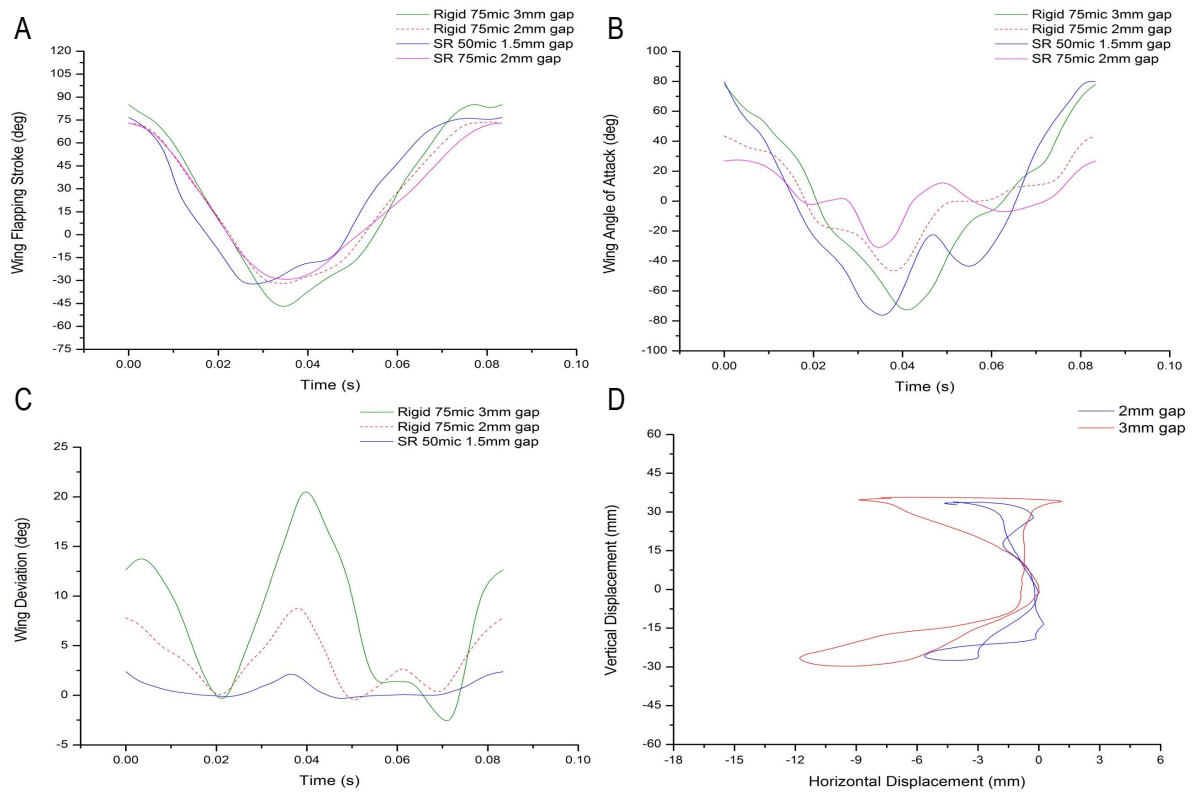 A
Rigid 75mic 3mm gap
Rigid 75mic 2mm gap
SR 50mic 1.5mm gap
SR 75mic 2mm gap
120
105
90
75
60
45
30
15
0
-15
-30
-45
-60
-75
Wing Flapping Stroke (deg)
0.00
0.02
0.04
0.06
0.08
0.10
Time (s)
B
Rigid 75mic 3mm gap
Rigid 75mic 2mm gap
SR 50mic 1.5mm gap
SR 75mic 2mm gap
100
80
60
40
20
0
-20
-40
-60
-80
-100
Wing Angle of Attack (deg)
0.00
0.02
0.04
0.06
0.08
0.10
Time (s)
C
Rigid 75mic 3mm gap
Rigid 75mic 2mm gap
SR 50mic 1.5mm gap
25
20
15
10
5
0
-5
Wing Deviation (deg)
0.00
0.02
0.04
0.06
0.08
0.10
Time (s)
D
2mm gap
3mm gap
60
45
30
15
0
-15
-30
-45
-60
Vertical Displacement (mm)
-18
-15
-12
-9
-6
-3
0
3
6
Horizontal Displacement (mm)